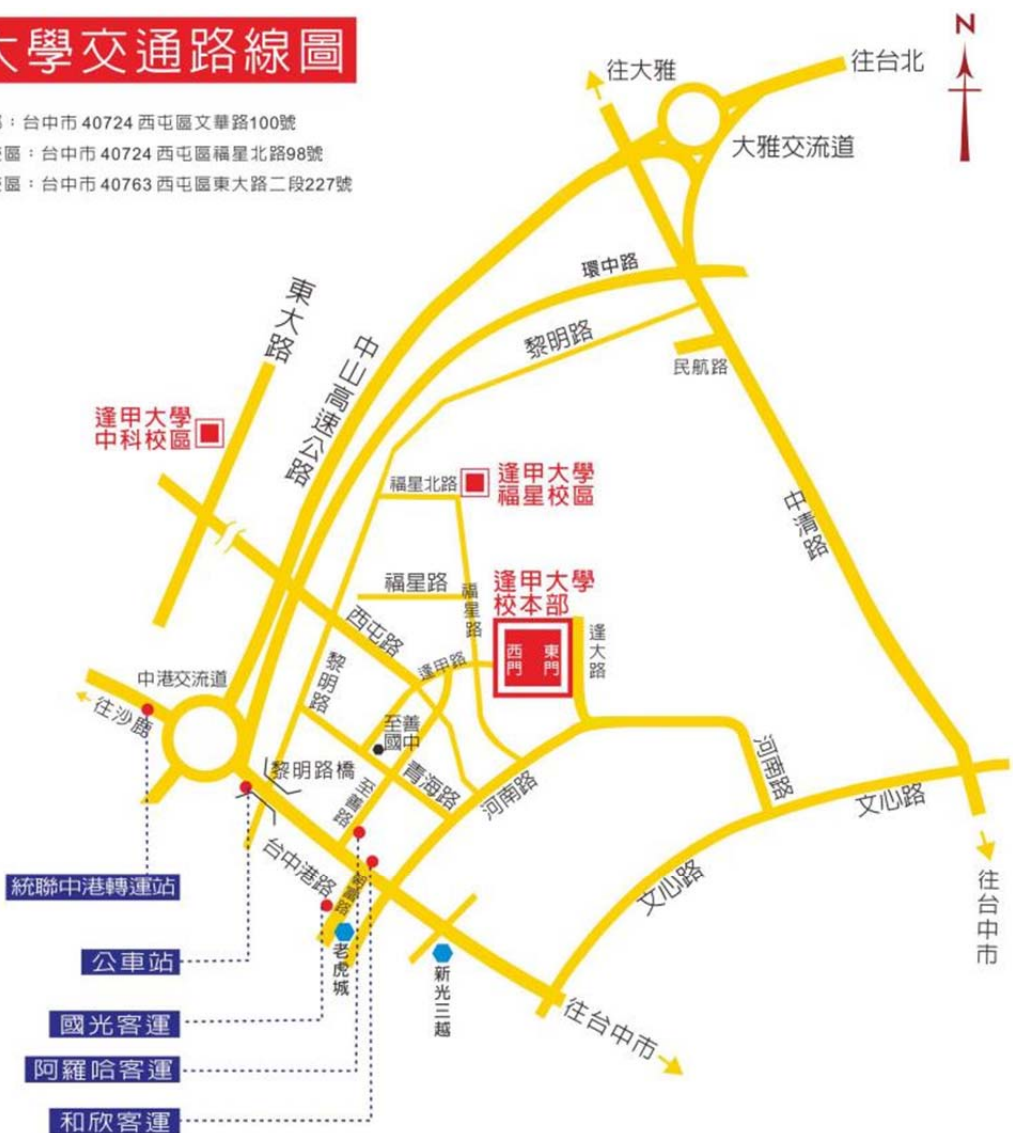 大學交通路線圖
：台中市 40724 西屯區文華路100號
區：台中市 40724 西屯區福星北路98號
區：台中市 40763 西屯區東大路二段227號
N
往大雅
往台北
大雅交流道
環中路
東大路
中山高速公路
黎明路
民航路
逢甲大學
中科校區
福星北路
逢甲大學
福星校區
中清路
福星路
福星路
逢甲大學
校本部
西門
東門
逢大路
西屯路
逢甲路
黎明路
中港交流道
往沙鹿
至善
國中
黎明路橋
青海路
至善路
河南路
河南路
文心路
文心路
台中港路
朝富路
往台中市
統聯中港轉運站
公車站
老虎城
新光三越
國光客運
往台中市
阿羅哈客運
和欣客運